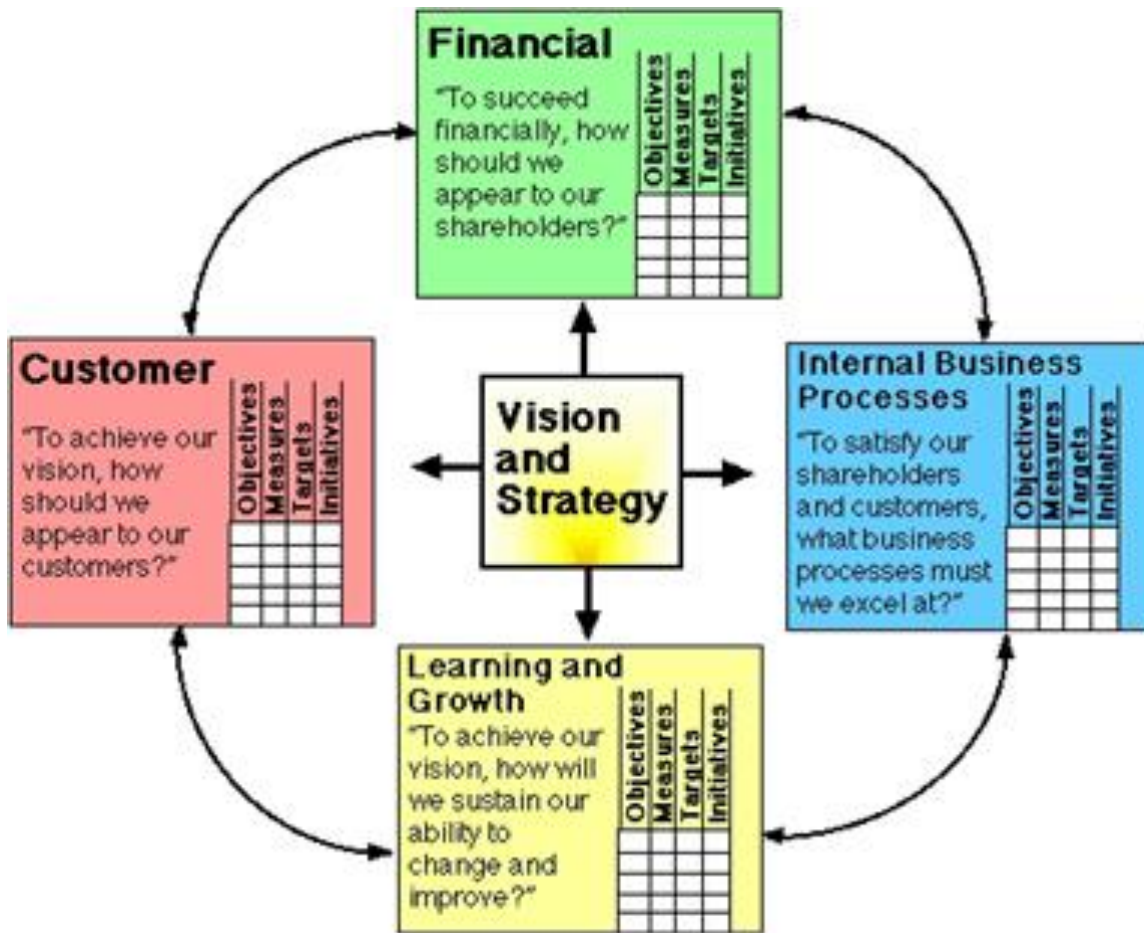 Financial
"To succeed
financially, how
should we
appear to our
shareholders?"
Objectives
Measures
Targets
Initiatives
Customer
"To achieve our
vision, how
should we
appear to our
customers?"
Objectives
Measures
Targets
Initiatives
Vision
and
Strategy
Internal Business
Processes
"To satisfy our
shareholders
and customers,
what business
processes must
we excel at?"
Objectives
Measures
Targets
Initiatives
Learning and
Growth
"To achieve our
vision, how will
we sustain our
ability to
change and
improve?"
Objectives
Measures
Targets
Initiatives